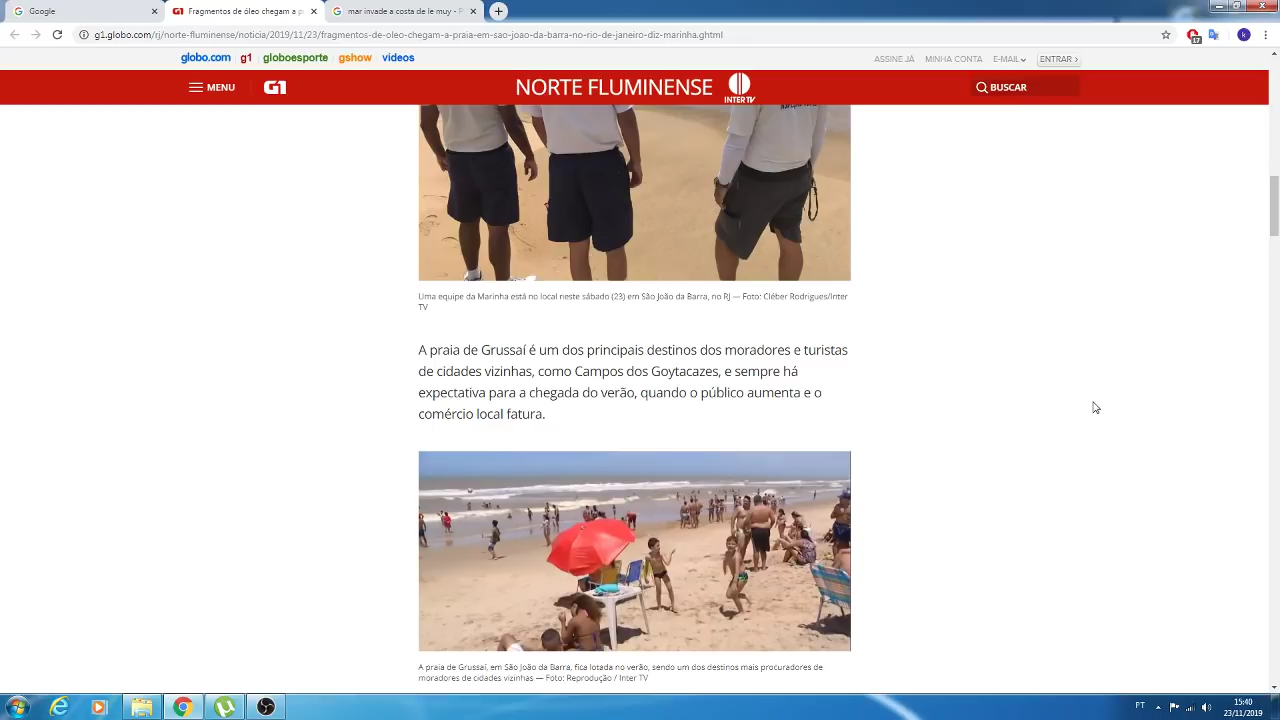 Google
Fragmentos de óleo chegam a p
mar invade a costa de le muy - P
g1.globo.com/rj/norte-fluminense/noticia/2019/11/23/fragmentos-de-oleo-chegam-a-praia-em-sao-joao-da-barra-no-rio-de-janeiro-diz-marinha.ghtml
17
k
globo.com g1 globoesporte gshow videos
ASSINE JÁ MINHA CONTA E-MAIL ENTRAR
MENU G1 NORTE FLUMINENSE INTER TV BUSCAR
Uma equipe da Marinha está no local neste sábado (23) em São João da Barra, no RJ — Foto: Cléber Rodrigues/Inter
TV
A praia de Grussaí é um dos principais destinos dos moradores e turistas
de cidades vizinhas, como Campos dos Goytacazes, e sempre há
expectativa para a chegada do verão, quando o público aumenta e o
comércio local fatura.
A praia de Grussaí, em São João da Barra, fica lotada no verão, sendo um dos destinos mais procurados de
moradores de cidades vizinhas — Foto: Reprodução / Inter TV
PT
15:40
23/11/2019